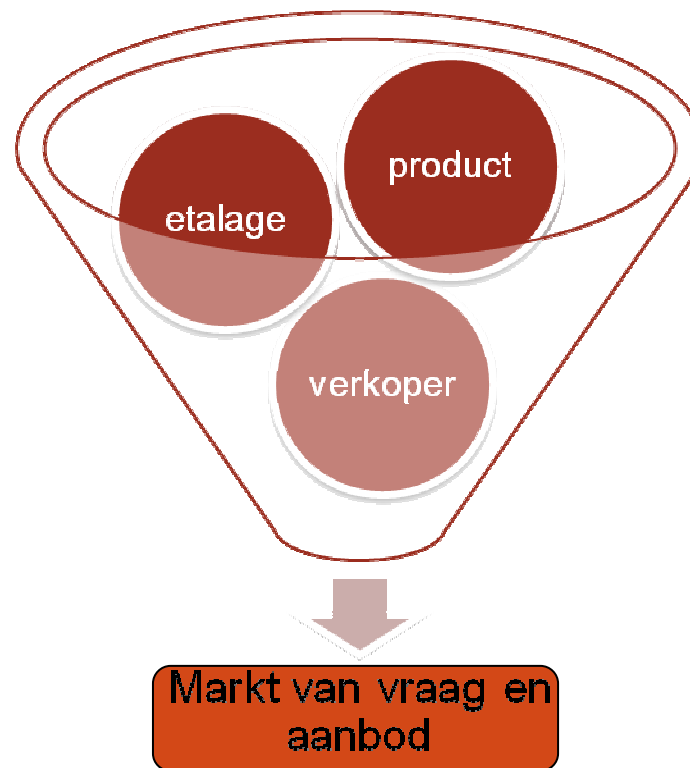 product
etalage
verkoper
Markt van vraag en
aanbod